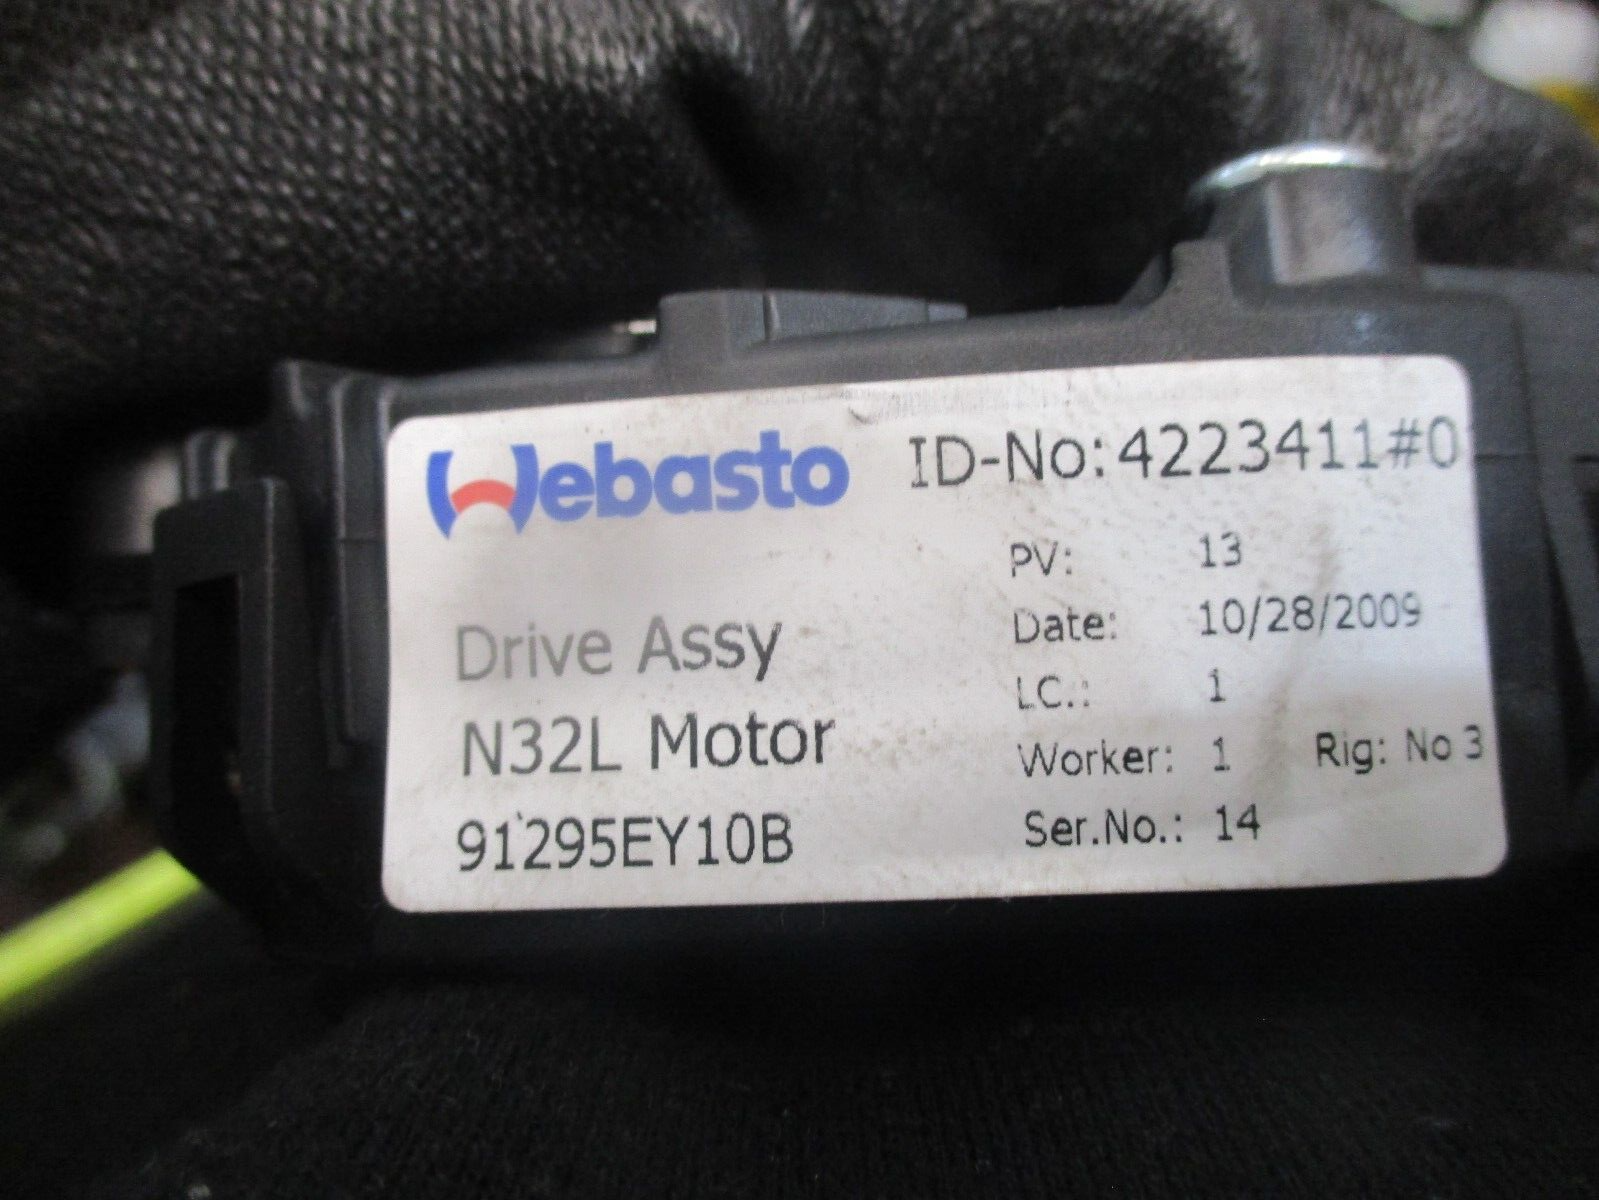 Webasto
ID-No: 4223411#0
PV: 13
Date: 10/28/2009
LC.: 1
Worker: 1 Rig: No 3
Ser.No.: 14
Drive Assy
N32L Motor
91295EY10B